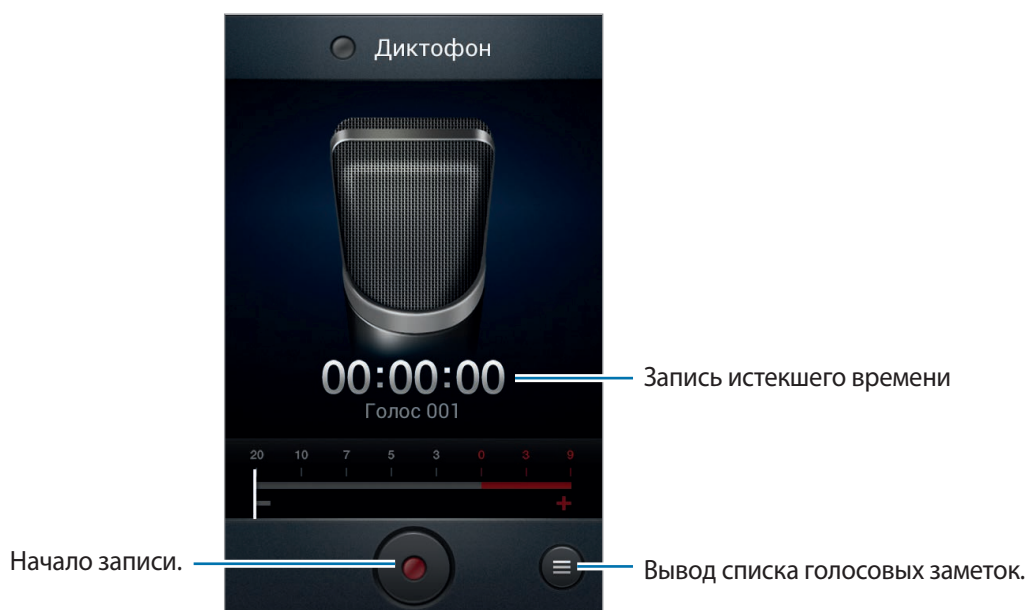 Диктофон
00:00:00
Запись истекшего времени
Голос 001
20 10 7 5 3 0 3 9
− +
Начало записи.
Вывод списка голосовых заметок.